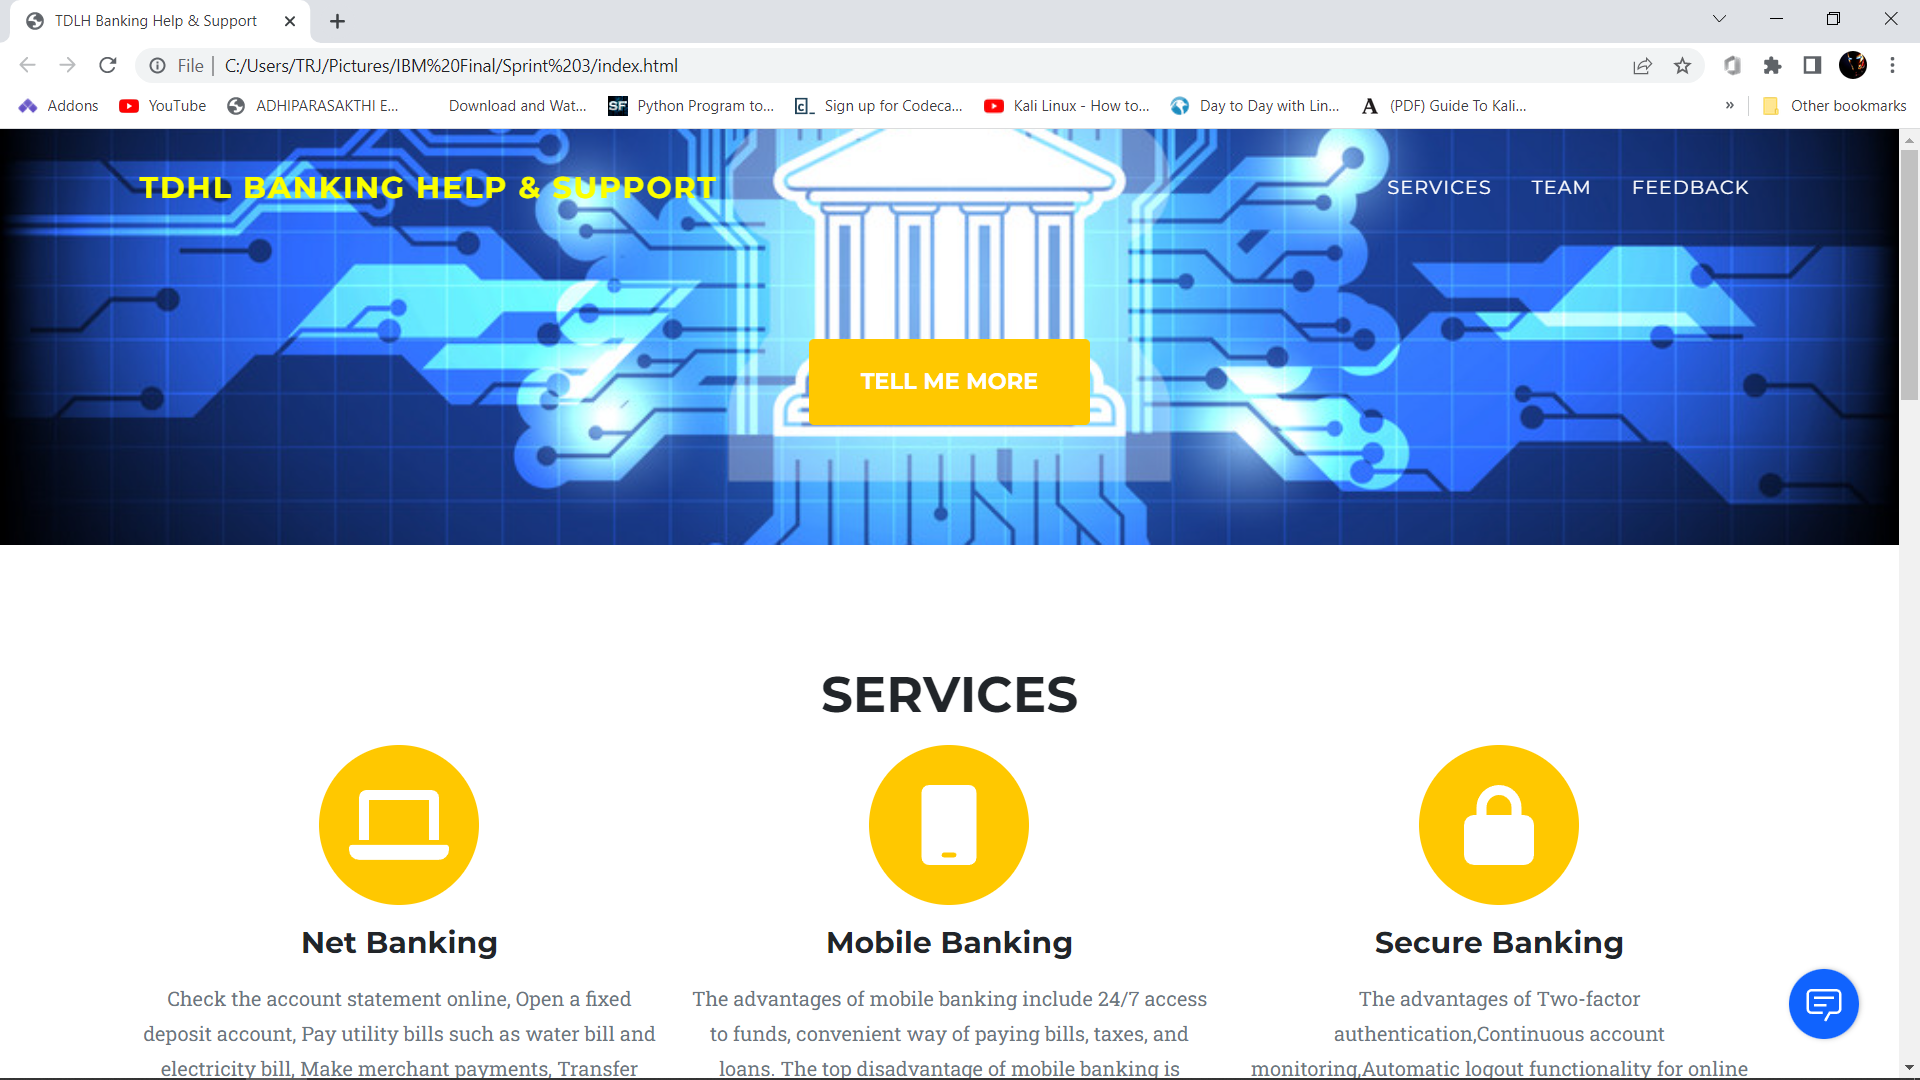 TDLH Banking Help & Support
File | C:/Users/TRJ/Pictures/IBM%20Final/Sprint%203/index.html
Addons YouTube ADHIPARASAKTHI E... Download and Wat... SF Python Program to... Sign up for Codeca... Kali Linux - How to... Day to Day with Lin... A (PDF) Guide To Kali... » Other bookmarks
TDHL BANKING HELP & SUPPORT SERVICES TEAM FEEDBACK
TELL ME MORE
SERVICES
Net Banking
Check the account statement online, Open a fixed
deposit account, Pay utility bills such as water bill and
electricity bill, Make merchant payments, Transfer
Mobile Banking
The advantages of mobile banking include 24/7 access
to funds, convenient way of paying bills, taxes, and
loans. The top disadvantage of mobile banking is
Secure Banking
The advantages of Two-factor
authentication,Continuous account
monitoring,Automatic logout functionality for online